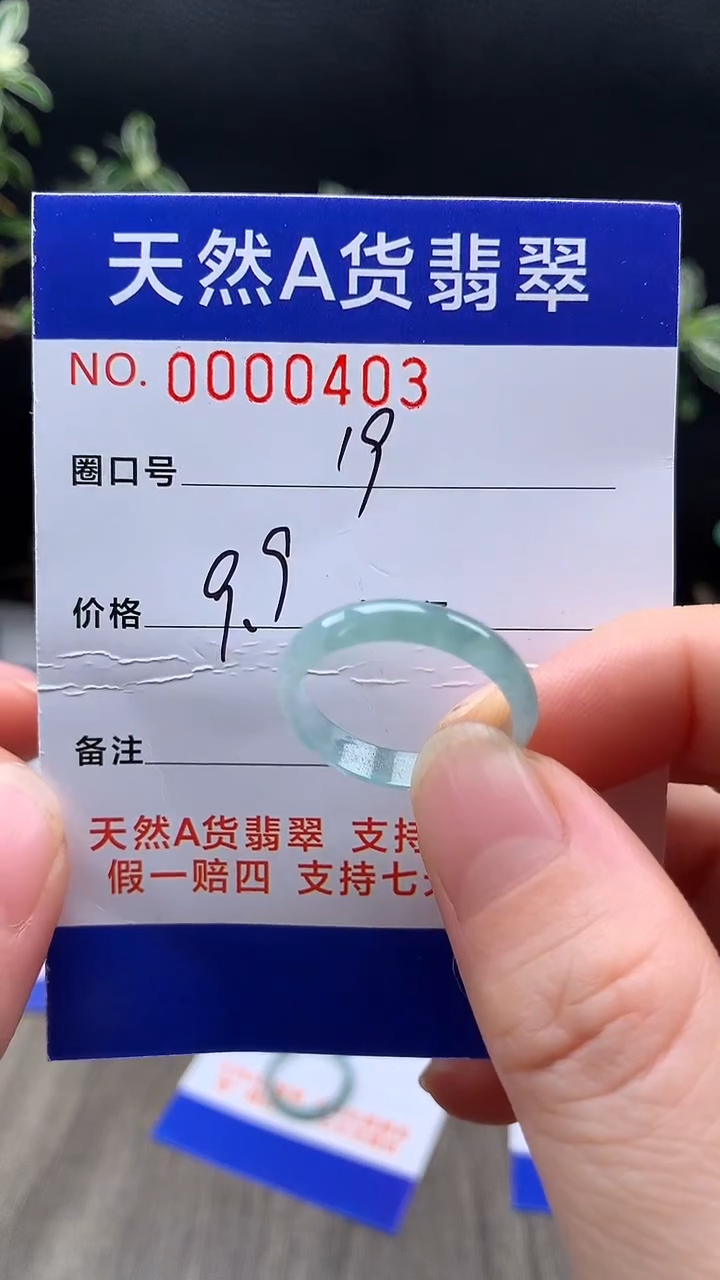 天然A货翡翠
NO. 0000403
圈口号 19
价格 9.9
备注
天然A货翡翠 支持
假一赔四 支持七